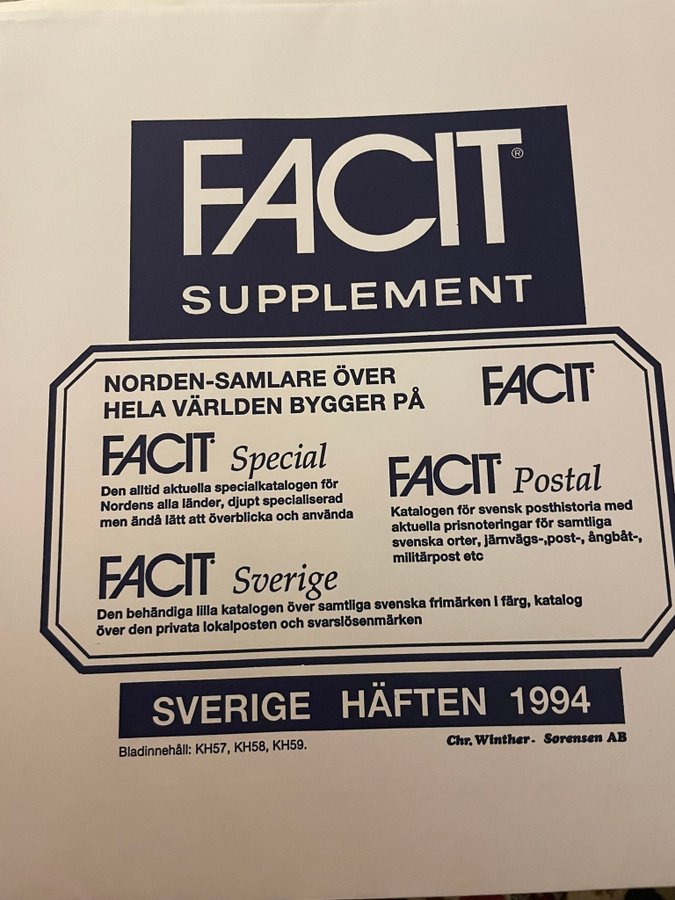 FACIT®
SUPPLEMENT
NORDEN-SAMLARE ÖVER
HELA VÄRLDEN BYGGER PÅ
FACIT
FACIT Special
Den alltid aktuella specialkatalogen för
Nordens alla länder, djupt specialiserad
men ändå lätt att överblicka och använda
FACIT Postal
Katalogen för svensk posthistoria med
aktuella prisnoteringar för samtliga
svenska orter, järnvägs-,post-, ångbåt-,
militärpost etc
FACIT Sverige
Den behändiga lilla katalogen över samtliga svenska frimärken i färg, katalog
över den privata lokalposten och svarslösenmärken
SVERIGE HÄFTEN 1994
Bladinnehåll: KH57, KH58, KH59.
Chr. Winther - Sørensen AB